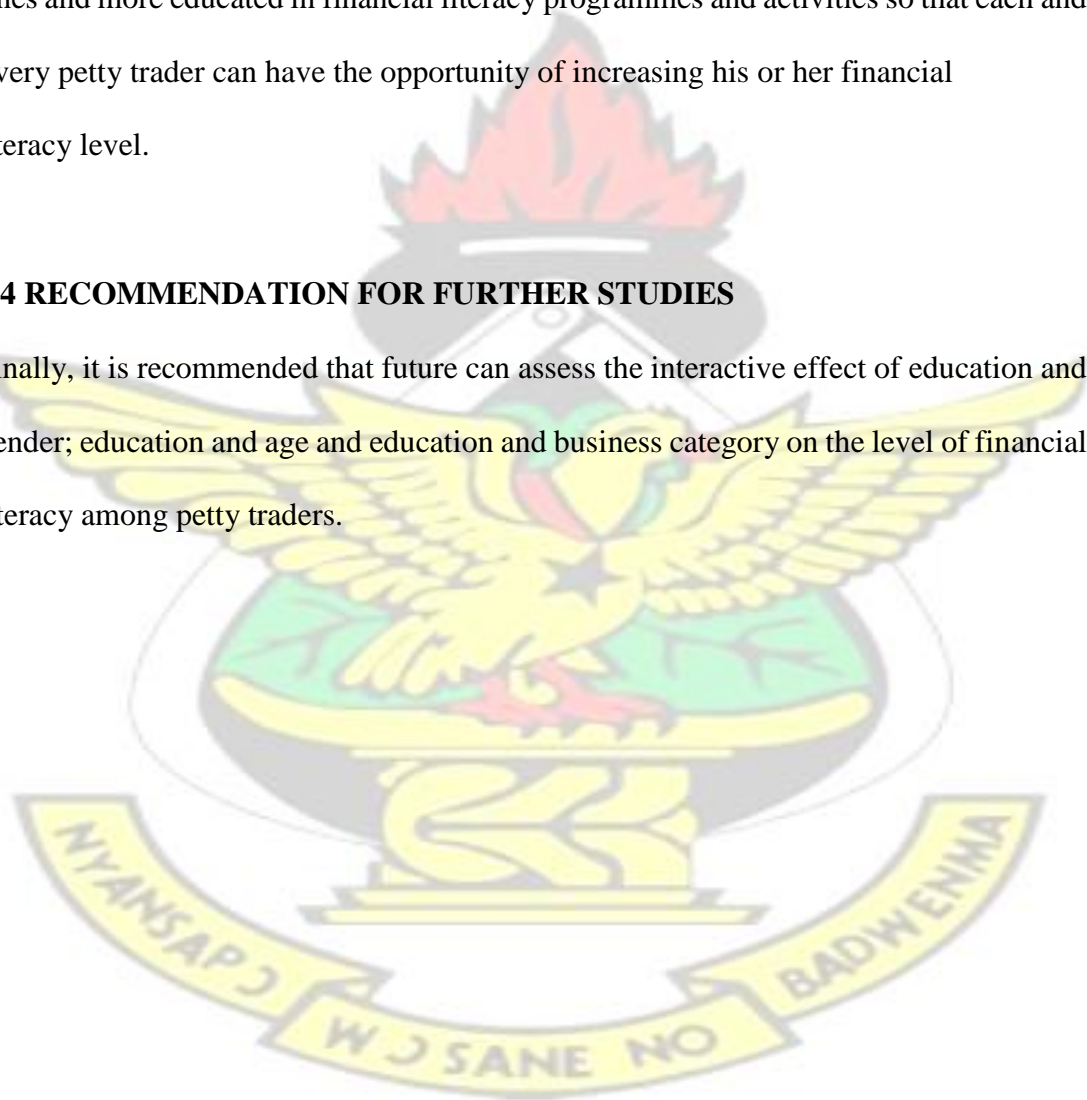 and more educated in financial literacy programmes and activities so that each and
very petty trader can have the opportunity of increasing his or her financial
teracy level.
4 RECOMMENDATION FOR FURTHER STUDIES
nally, it is recommended that future can assess the interactive effect of education and
ender; education and age and education and business category on the level of financial
teracy among petty traders.
NYANSAPƆ
WƆ SANE NO
BADWENMA